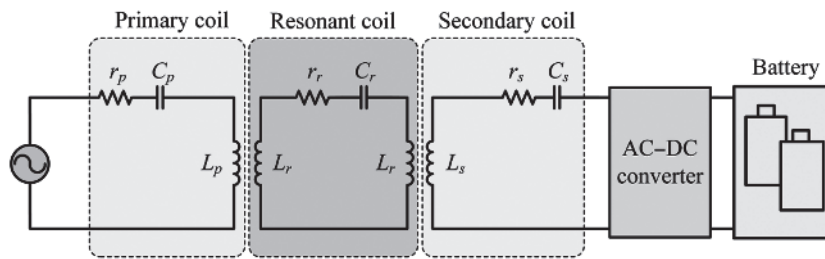 Primary coil
Resonant coil
Secondary coil
r_p
C_p
r_r
C_r
r_s
C_s
Battery
L_p
L_r
L_r
L_s
AC–DC
converter